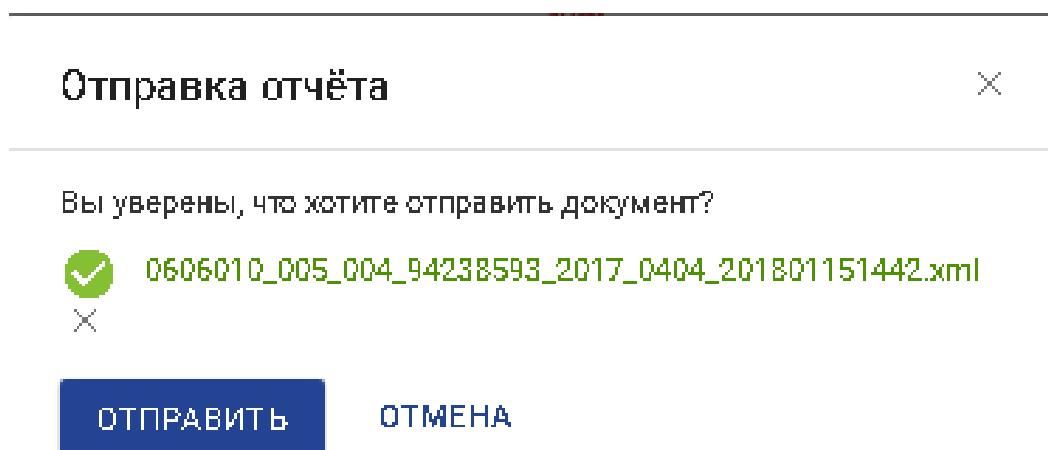 Отправка отчёта
Вы уверены, что хотите отправить документ?
0606010_005_004_94238593_2017_0404_201801151442.xml
ОТПРАВИТЬ
ОТМЕНА